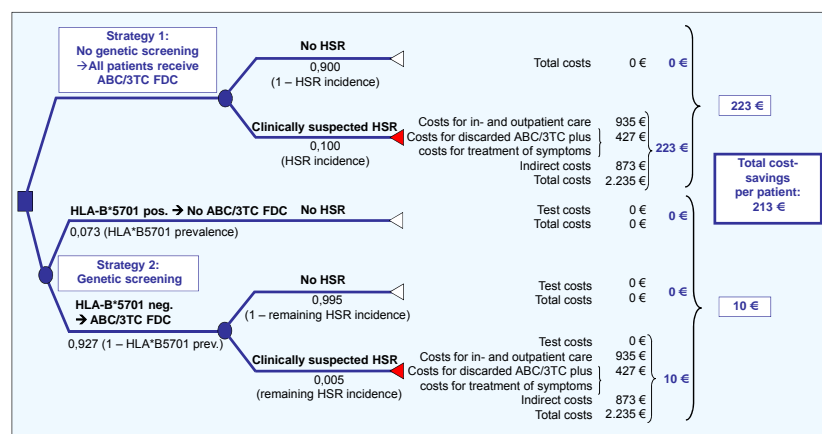 Strategy 1:
No genetic screening
→All patients receive
ABC/3TC FDC
No HSR
0,900
(1 – HSR incidence)
Total costs 0 € 0 €
Clinically suspected HSR
0,100
(HSR incidence)
Costs for in- and outpatient care 935 €
Costs for discarded ABC/3TC plus 427 €
costs for treatment of symptoms
Indirect costs 873 €
Total costs 2.235 €
223 €
223 €
Total cost-
savings
per patient:
213 €
HLA-B*5701 pos. → No ABC/3TC FDC No HSR
0,073 (HLA*B5701 prevalence)
Test costs 0 €
Total costs 0 €
0 €
Strategy 2:
Genetic screening
HLA-B*5701 neg.
→ ABC/3TC FDC
0,927 (1 – HLA*B5701 prev.)
No HSR
0,995
(1 – remaining HSR incidence)
Test costs 0 €
Total costs 0 €
0 €
10 €
Clinically suspected HSR
0,005
(remaining HSR incidence)
Test costs 0 €
Costs for in- and outpatient care 935 €
Costs for discarded ABC/3TC plus 427 €
costs for treatment of symptoms
Indirect costs 873 €
Total costs 2.235 €
10 €